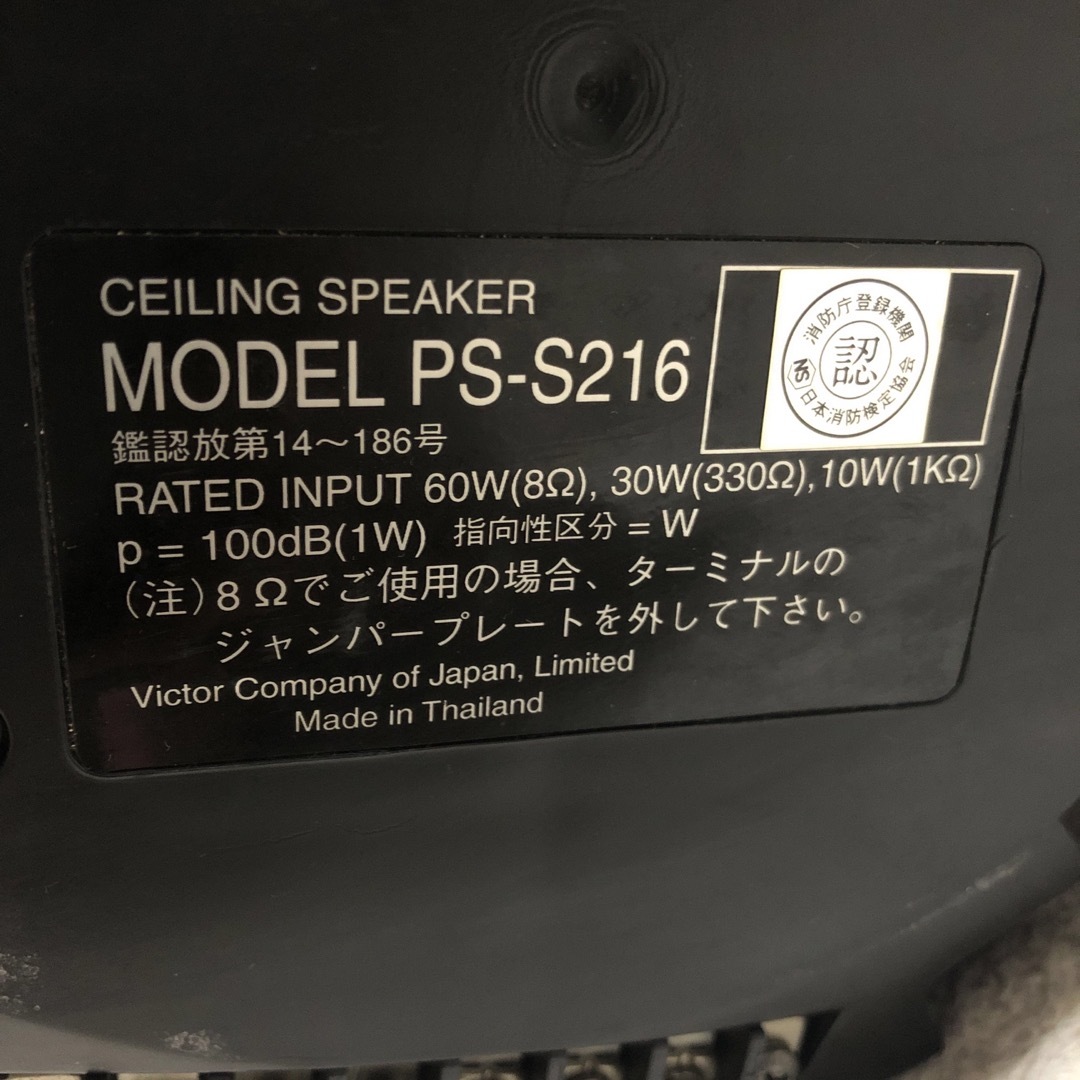 CEILING SPEAKER
MODEL PS-S216
鑑認放第14～186号
RATED INPUT 60W(8Ω), 30W(330Ω),10W(1KΩ)
p = 100dB(1W) 指向性区分 = W
（注）8 Ωでご使用の場合、ターミナルの
ジャンパープレートを外して下さい。
Victor Company of Japan, Limited
Made in Thailand
消防庁登録機関
認
NS
日本消防検定協会